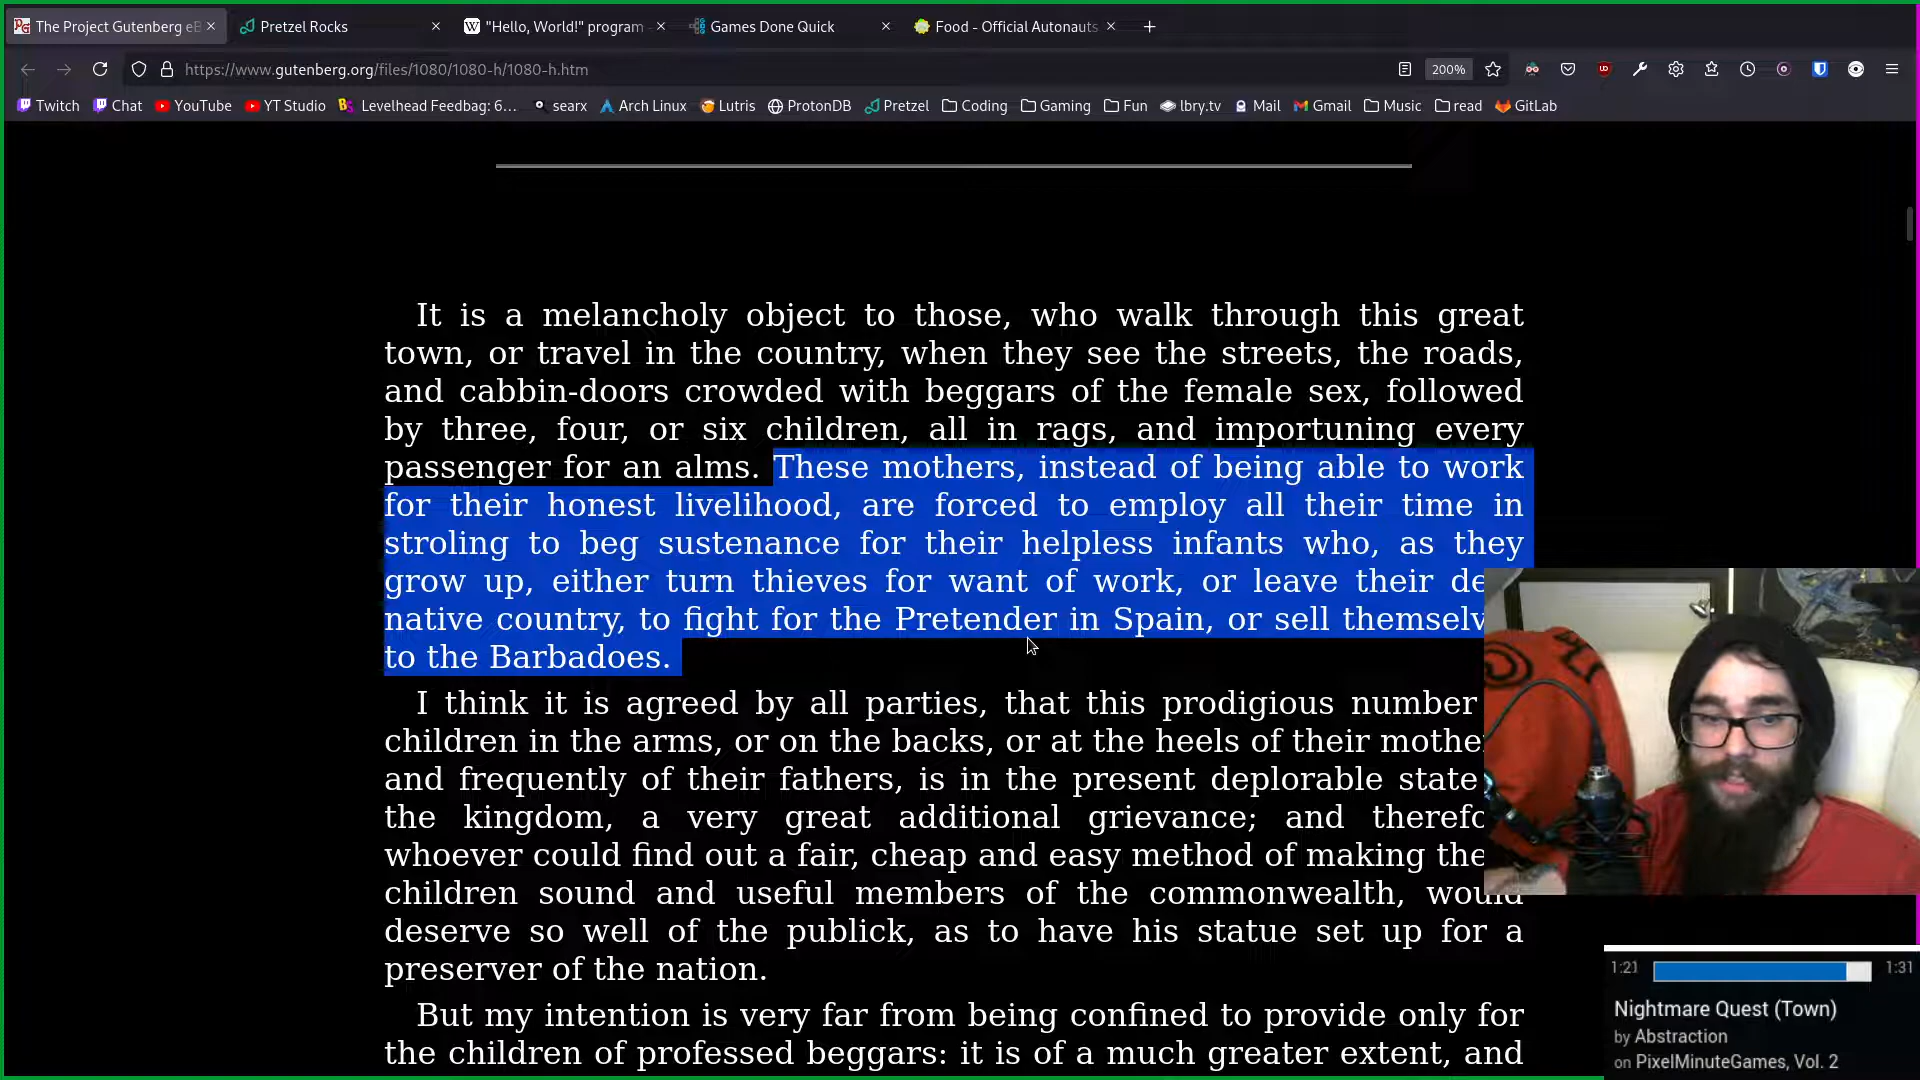 The Project Gutenberg eB
Pretzel Rocks
"Hello, World!" program -
Games Done Quick
Food - Official Autonauts
https://www.gutenberg.org/files/1080/1080-h/1080-h.htm
200%
Twitch
Chat
YouTube
YT Studio
Levelhead Feedbag: 6…
searx
Arch Linux
Lutris
ProtonDB
Pretzel
Coding
Gaming
Fun
lbry.tv
Mail
Gmail
Music
read
GitLab
It is a melancholy object to those, who walk through this great
town, or travel in the country, when they see the streets, the roads,
and cabbin-doors crowded with beggars of the female sex, followed
by three, four, or six children, all in rags, and importuning every
passenger for an alms. These mothers, instead of being able to work
for their honest livelihood, are forced to employ all their time in
stroling to beg sustenance for their helpless infants who, as they
grow up, either turn thieves for want of work, or leave their de
native country, to fight for the Pretender in Spain, or sell themselv
to the Barbadoes.
I think it is agreed by all parties, that this prodigious number
children in the arms, or on the backs, or at the heels of their mothe
and frequently of their fathers, is in the present deplorable state
the kingdom, a very great additional grievance; and therefo
whoever could find out a fair, cheap and easy method of making the
children sound and useful members of the commonwealth, would
deserve so well of the publick, as to have his statue set up for a
preserver of the nation.
But my intention is very far from being confined to provide only for
the children of professed beggars: it is of a much greater extent, and
1:21
1:31
Nightmare Quest (Town)
by Abstraction
on PixelMinuteGames, Vol. 2